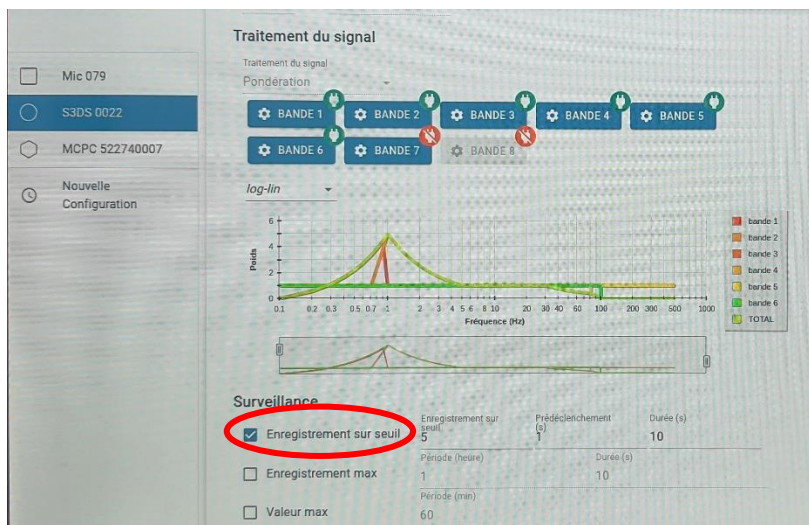 Traitement du signal
Traitement du signal
Pondération
Mic 079
S3DS 0022
MCPC 522740007
Nouvelle
Configuration
BANDE 1
BANDE 2
BANDE 3
BANDE 4
BANDE 5
BANDE 6
BANDE 7
BANDE 8
log-lin
Poids
6
4
2
0
0.1 0.2 0.3 0.5 0.7 1 2 3 4 5 6 8 10 20 30 40 60 100 200 300 500 1000
Fréquence (Hz)
bande 1
bande 2
bande 3
bande 4
bande 5
bande 6
TOTAL
Surveillance
Enregistrement sur seuil
Enregistrement sur
seuil
5
Prédéclenchement
(s)
1
Durée (s)
10
Enregistrement max
Période (heure)
1
Durée (s)
10
Valeur max
Période (min)
60